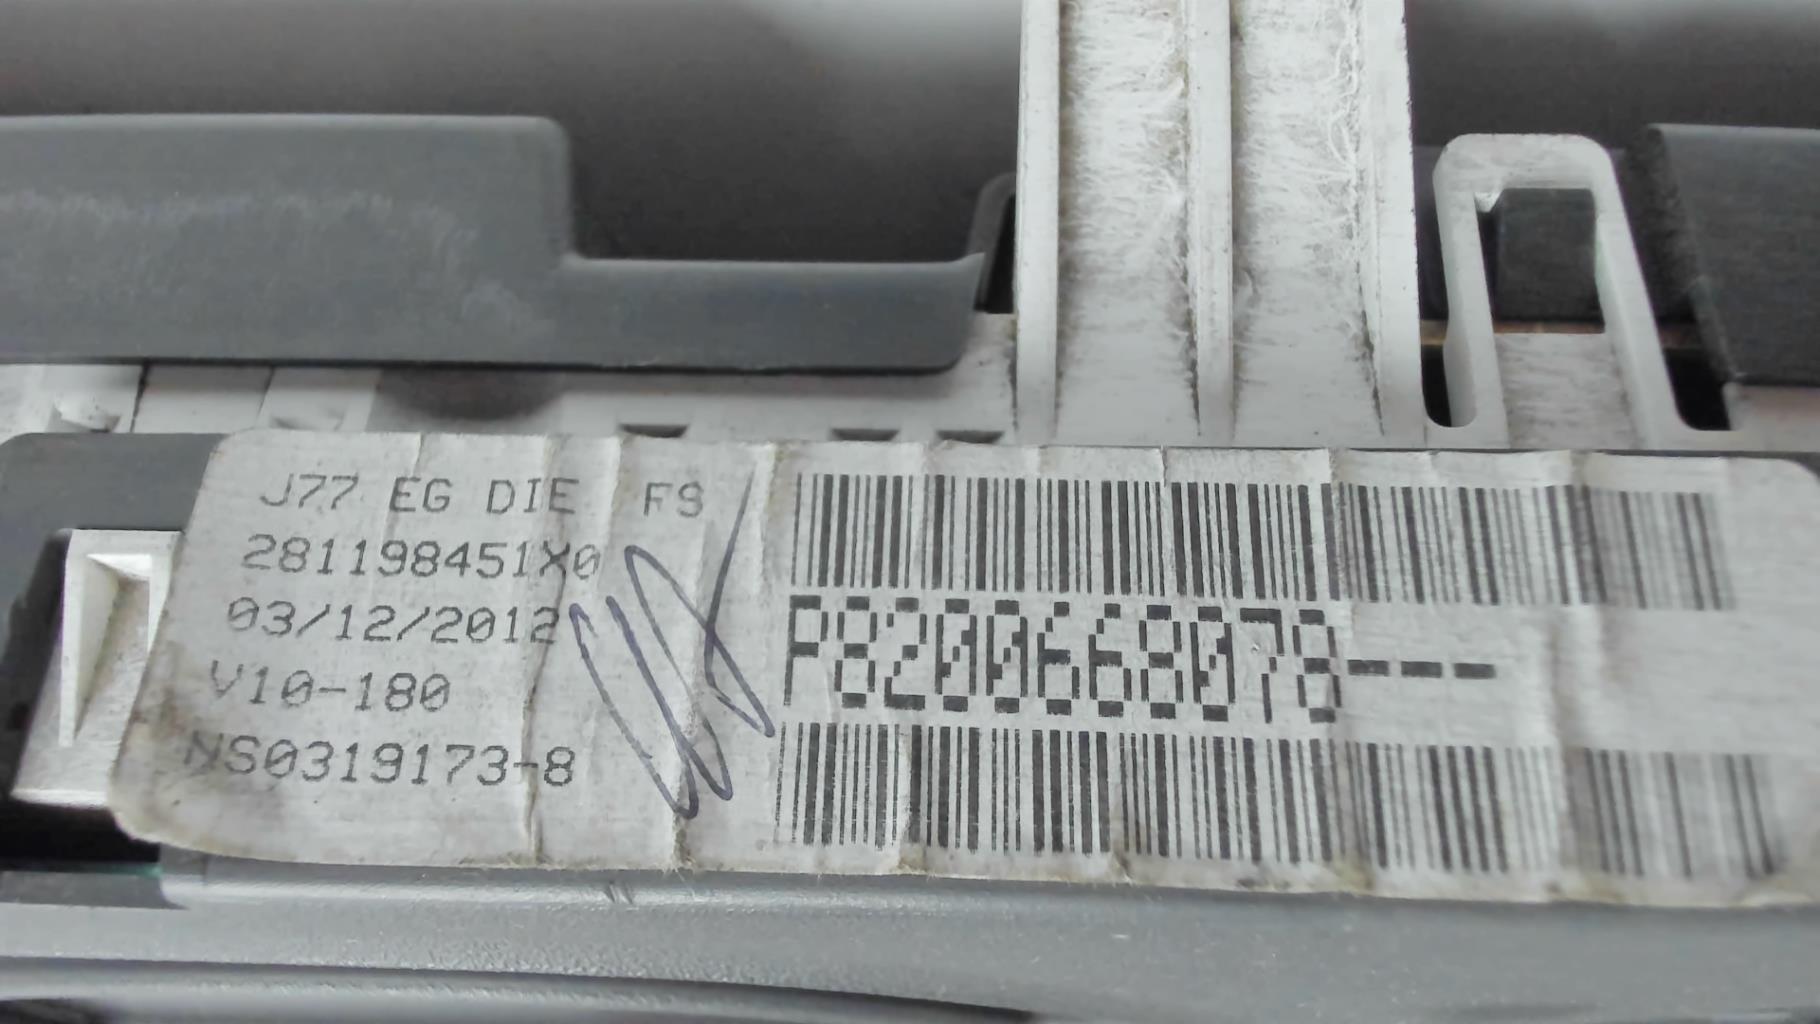 J77 EG DIE FS
281198451X0
03/12/2012
V10-180
NS0319173-8
P8200668078---